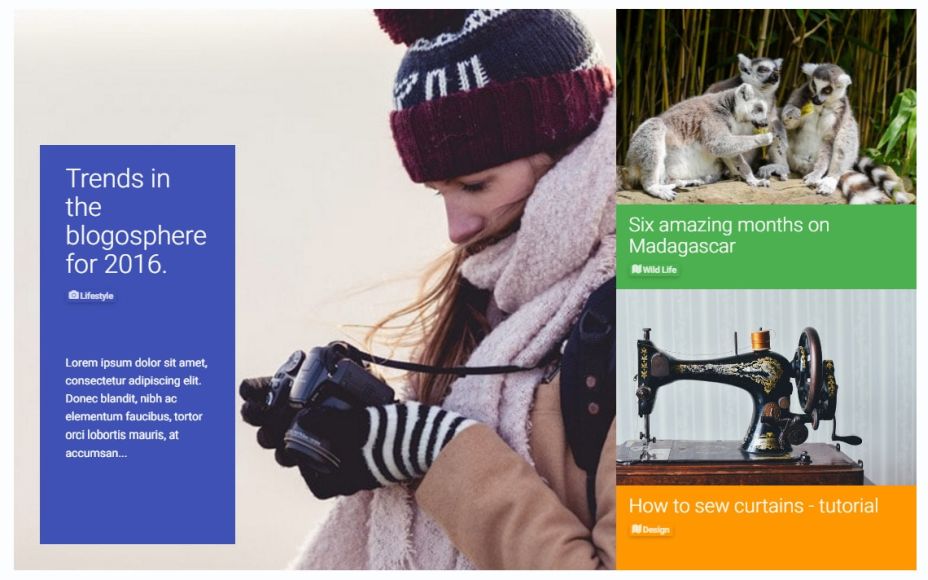 Trends in
the
blogosphere
for 2016.
Lifestyle
Lorem ipsum dolor sit amet,
consectetur adipiscing elit.
Donec blandit, nibh ac
elementum faucibus, tortor
orci lobortis mauris, at
accumsan...
Six amazing months on
Madagascar
Wild Life
How to sew curtains - tutorial
Design